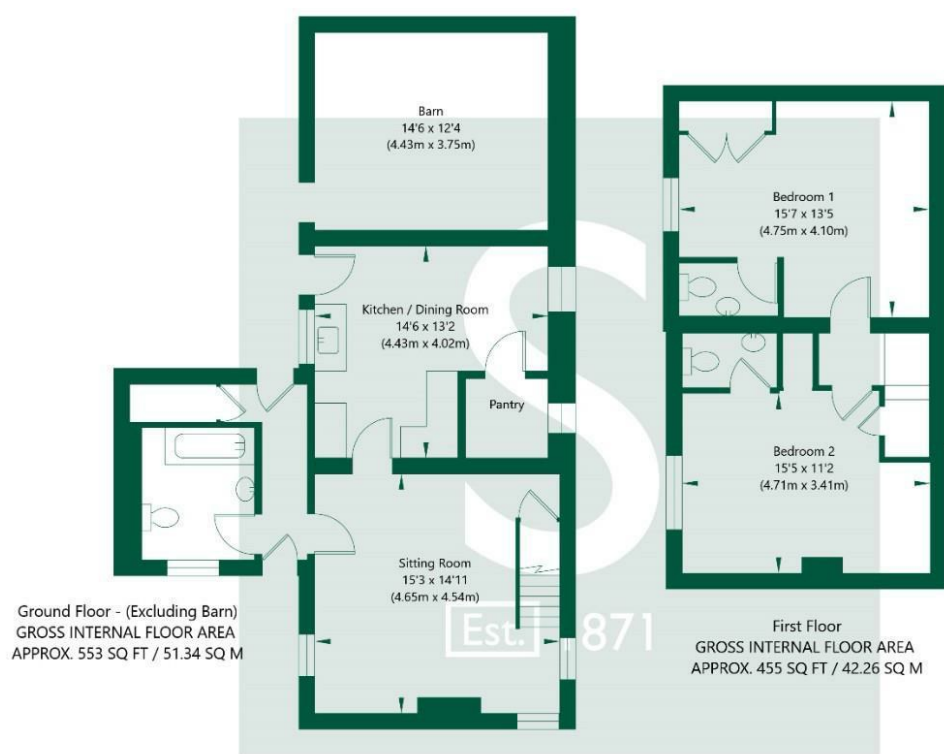 Barn
14'6 x 12'4
(4.43m x 3.75m)
Kitchen / Dining Room
14'6 x 13'2
(4.43m x 4.02m)
Pantry
Sitting Room
15'3 x 14'11
(4.65m x 4.54m)
Ground Floor - (Excluding Barn)
GROSS INTERNAL FLOOR AREA
APPROX. 553 SQ FT / 51.34 SQ M
Bedroom 1
15'7 x 13'5
(4.75m x 4.10m)
Bedroom 2
15'5 x 11'2
(4.71m x 3.41m)
First Floor
GROSS INTERNAL FLOOR AREA
APPROX. 455 SQ FT / 42.26 SQ M
S
Est. 1871